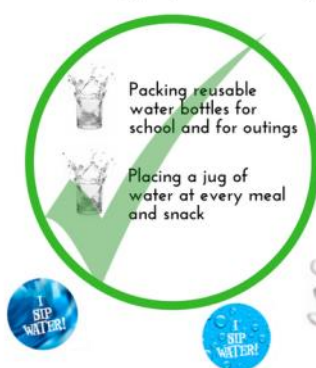 Packing reusable
water bottles for
school and for outings
Placing a jug of
water at every meal
and snack
I
SIP
WATER!
I
SIP
WATER!